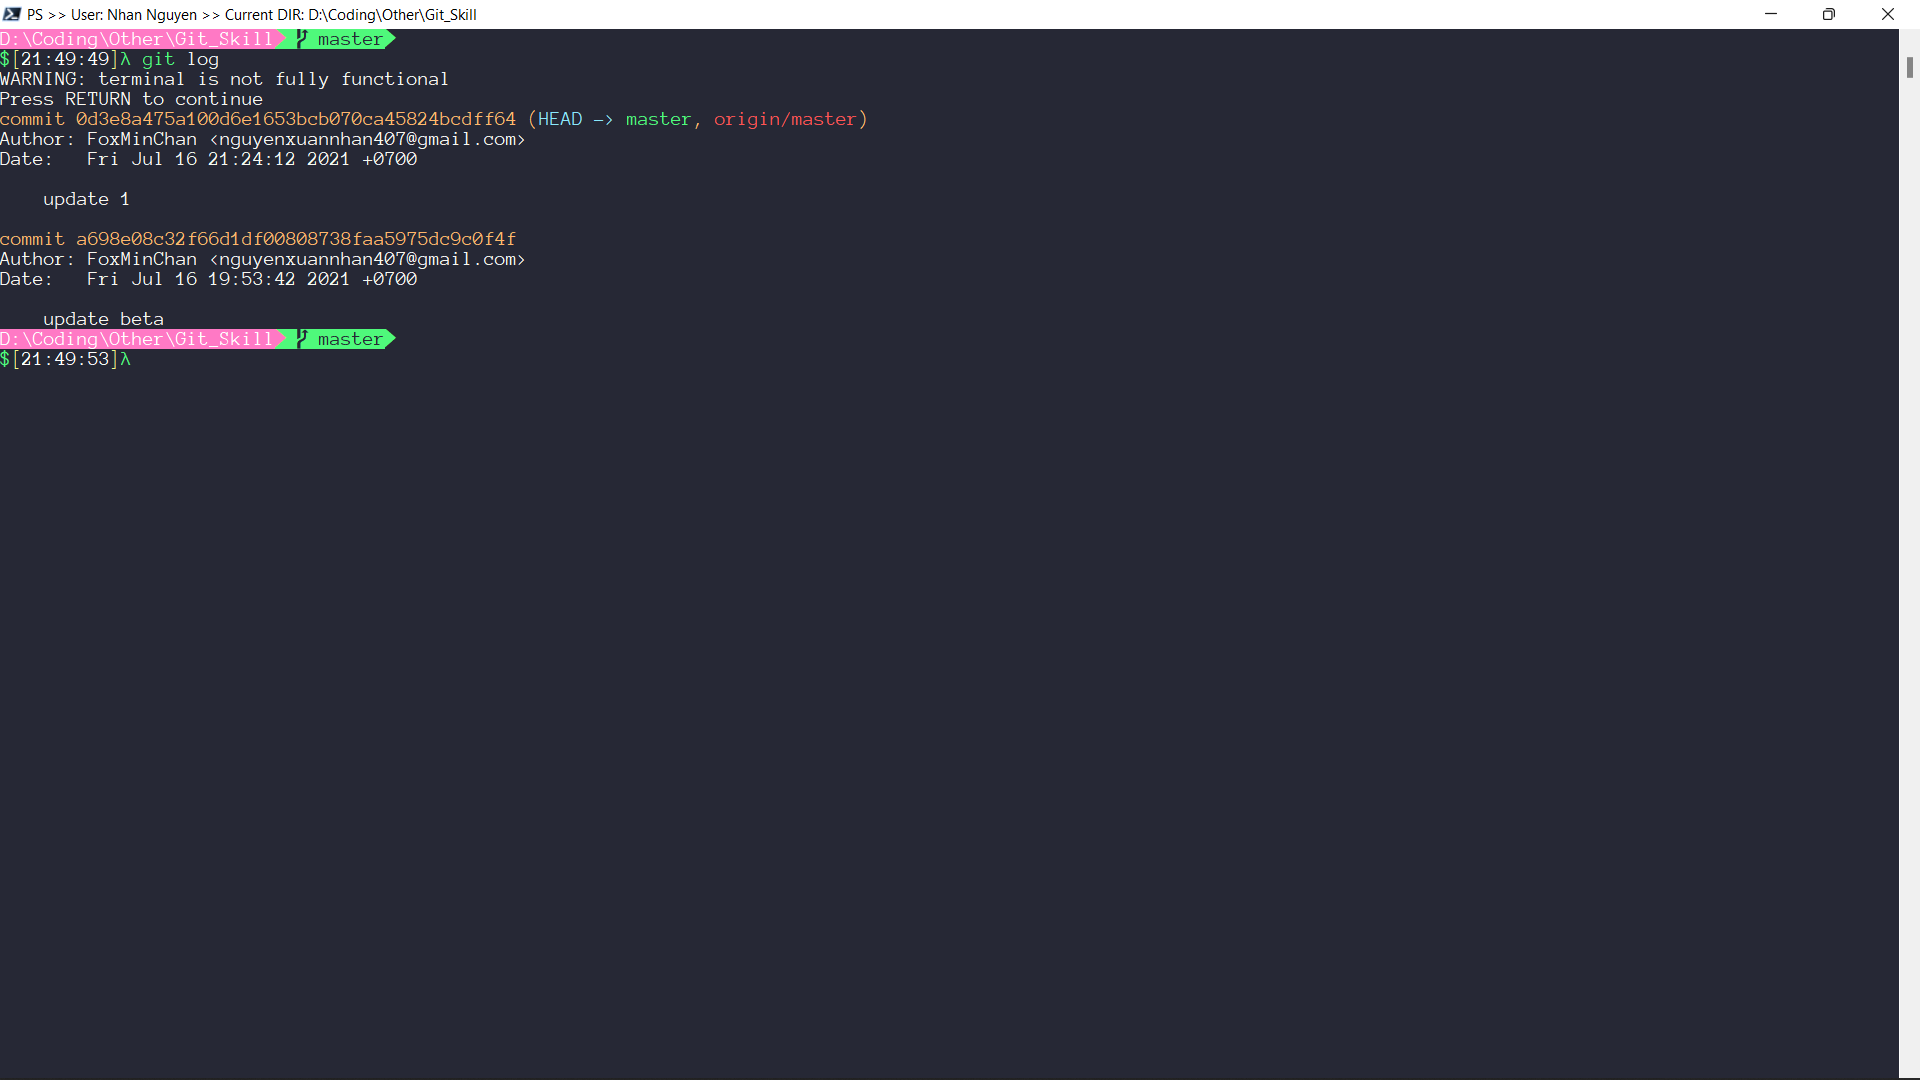 PS >> User: Nhan Nguyen >> Current DIR: D:\Coding\Other\Git_Skill
D:\Coding\Other\Git_Skill master
$[21:49:49]λ git log
WARNING: terminal is not fully functional
Press RETURN to continue
commit 0d3e8a475a100d6e1653bcb070ca45824bcdff64 (HEAD -> master, origin/master)
Author: FoxMinChan <nguyenxuannhan407@gmail.com>
Date:   Fri Jul 16 21:24:12 2021 +0700
    update 1
commit a698e08c32f66d1df00808738faa5975dc9c0f4f
Author: FoxMinChan <nguyenxuannhan407@gmail.com>
Date:   Fri Jul 16 19:53:42 2021 +0700
    update beta
D:\Coding\Other\Git_Skill master
$[21:49:53]λ